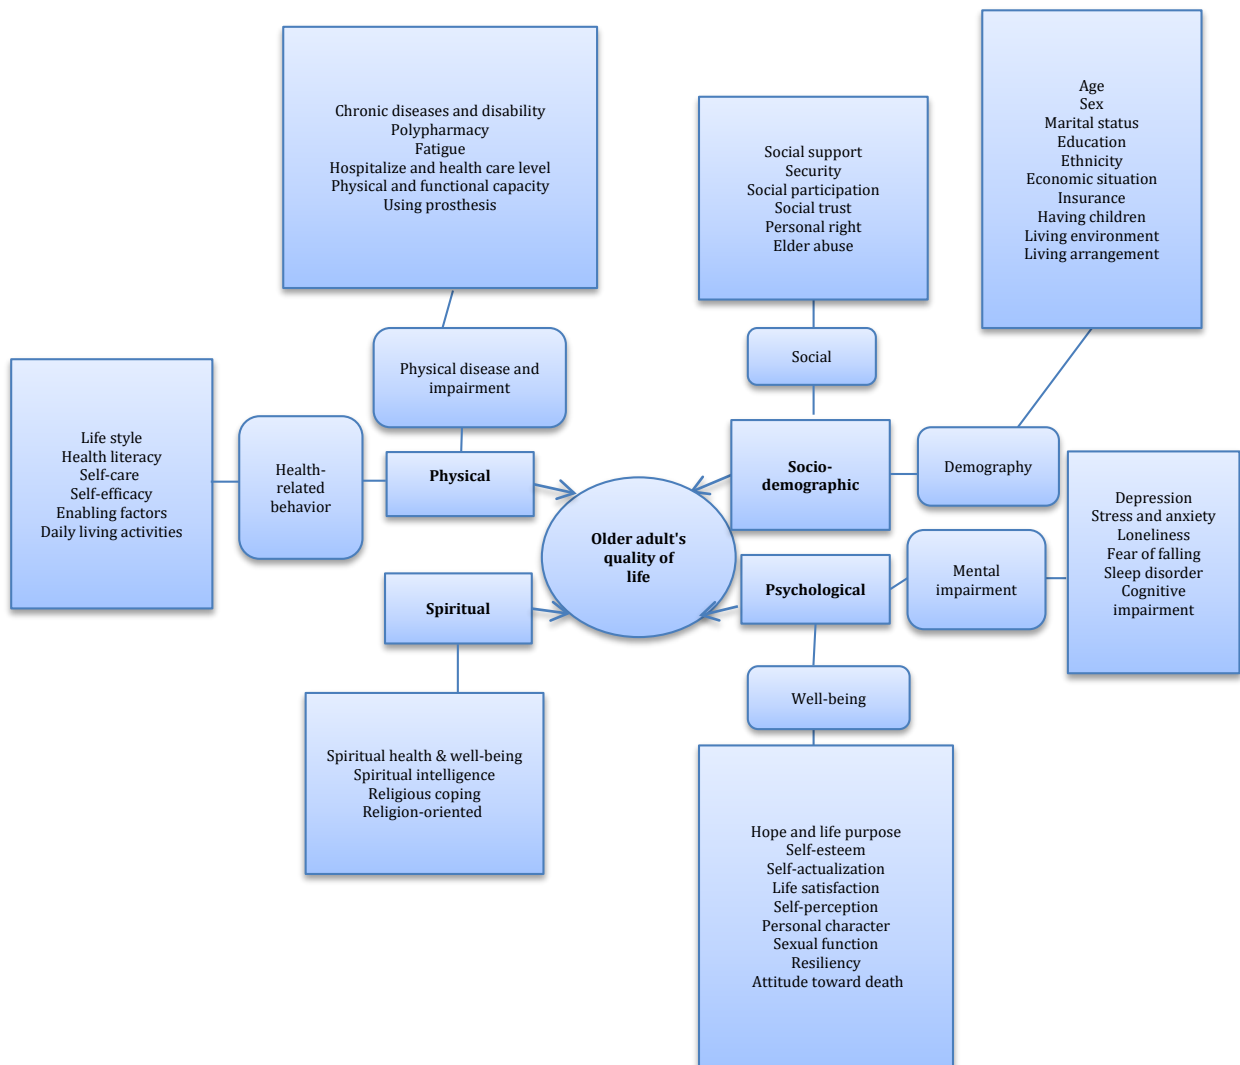 Chronic diseases and disability
Polypharmacy
Fatigue
Hospitalize and health care level
Physical and functional capacity
Using prosthesis
Social support
Security
Social participation
Social trust
Personal right
Elder abuse
Age
Sex
Marital status
Education
Ethnicity
Economic situation
Insurance
Having children
Living environment
Living arrangement
Physical disease and
impairment
Social
Life style
Health literacy
Self-care
Self-efficacy
Enabling factors
Daily living activities
Health-
related
behavior
Physical
Socio-
demographic
Demography
Older adult's
quality of
life
Depression
Stress and anxiety
Loneliness
Fear of falling
Sleep disorder
Cognitive
impairment
Mental
impairment
Psychological
Spiritual
Well-being
Spiritual health & well-being
Spiritual intelligence
Religious coping
Religion-oriented
Hope and life purpose
Self-esteem
Self-actualization
Life satisfaction
Self-perception
Personal character
Sexual function
Resiliency
Attitude toward death